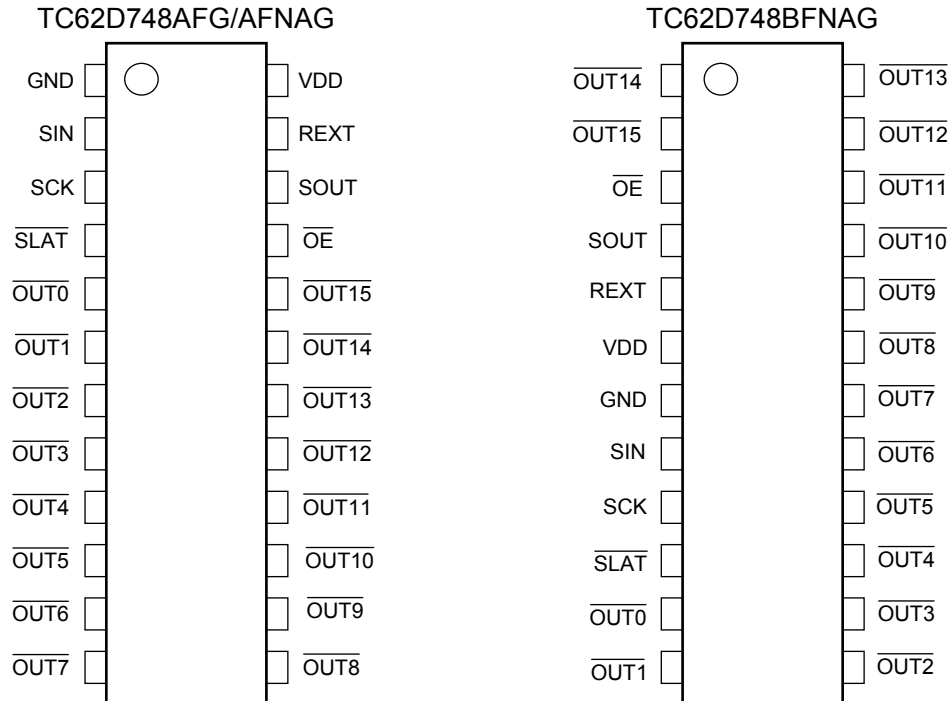 TC62D748AFG/AFNAG
GND VDD
SIN REXT
SCK SOUT
SLAT OE
OUT0 OUT15
OUT1 OUT14
OUT2 OUT13
OUT3 OUT12
OUT4 OUT11
OUT5 OUT10
OUT6 OUT9
OUT7 OUT8
TC62D748BFNAG
OUT14 OUT13
OUT15 OUT12
OE OUT11
SOUT OUT10
REXT OUT9
VDD OUT8
GND OUT7
SIN OUT6
SCK OUT5
SLAT OUT4
OUT0 OUT3
OUT1 OUT2